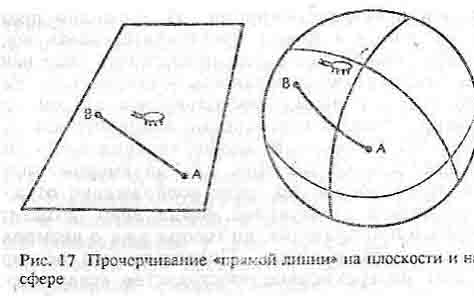 B
A
B
A
Рис. 17 Прочерчивание «прямой линии» на плоскости и на
сфере